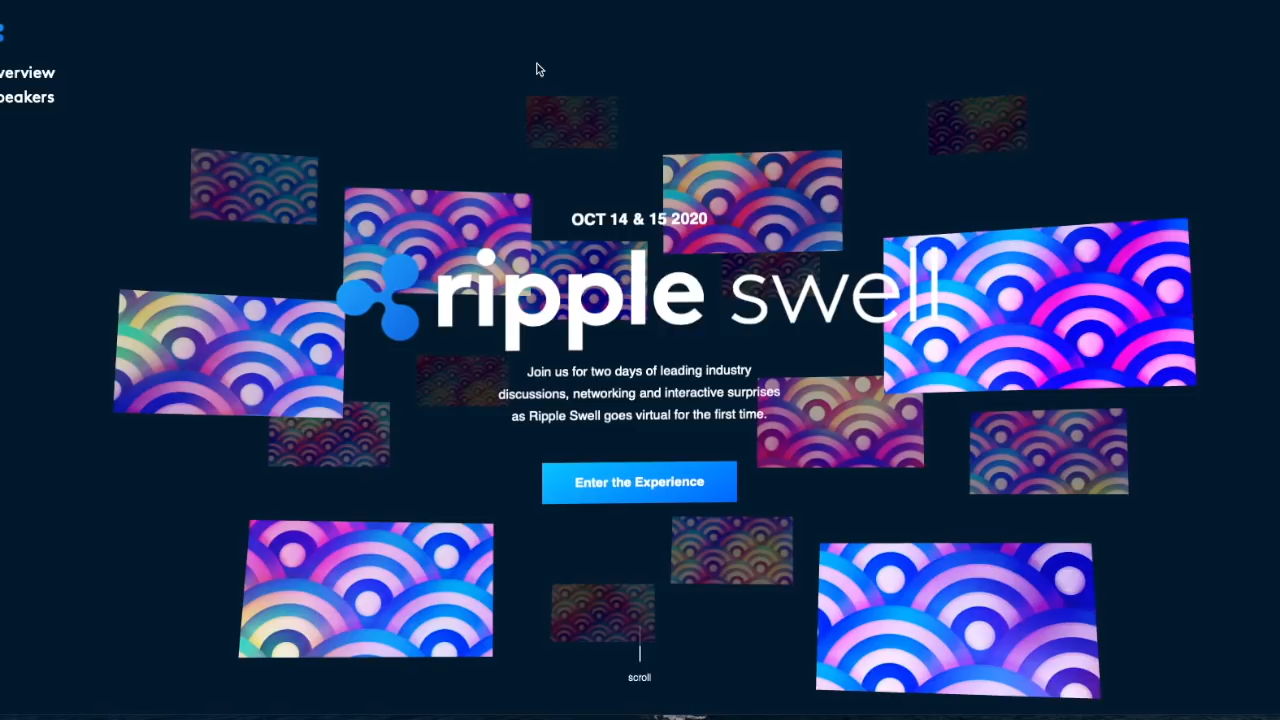 verview
peakers
OCT 14 & 15 2020
ripple swell
Join us for two days of leading industry
discussions, networking and interactive surprises
as Ripple Swell goes virtual for the first time.
Enter the Experience
scroll